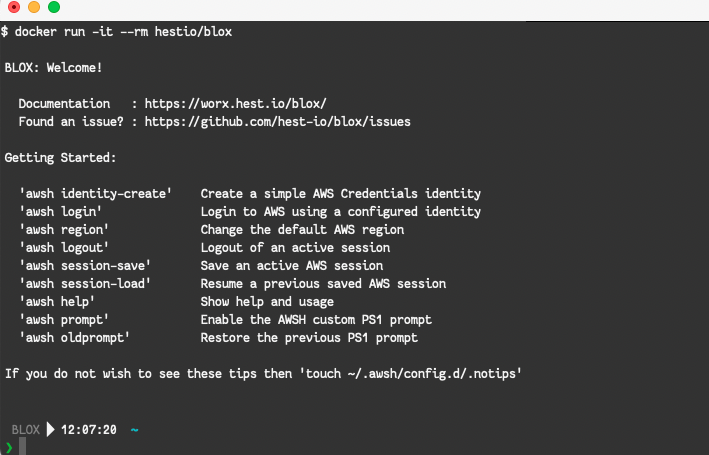 $ docker run -it --rm hestio/blox
BLOX: Welcome!
Documentation : https://worx.hest.io/blox/
Found an issue? : https://github.com/hest-io/blox/issues
Getting Started:
'awsh identity-create' Create a simple AWS Credentials identity
'awsh login' Login to AWS using a configured identity
'awsh region' Change the default AWS region
'awsh logout' Logout of an active session
'awsh session-save' Save an active AWS session
'awsh session-load' Resume a previous saved AWS session
'awsh help' Show help and usage
'awsh prompt' Enable the AWSH custom PS1 prompt
'awsh oldprompt' Restore the previous PS1 prompt
If you do not wish to see these tips then 'touch ~/.awsh/config.d/.notips'
BLOX 12:07:20 ~
❯